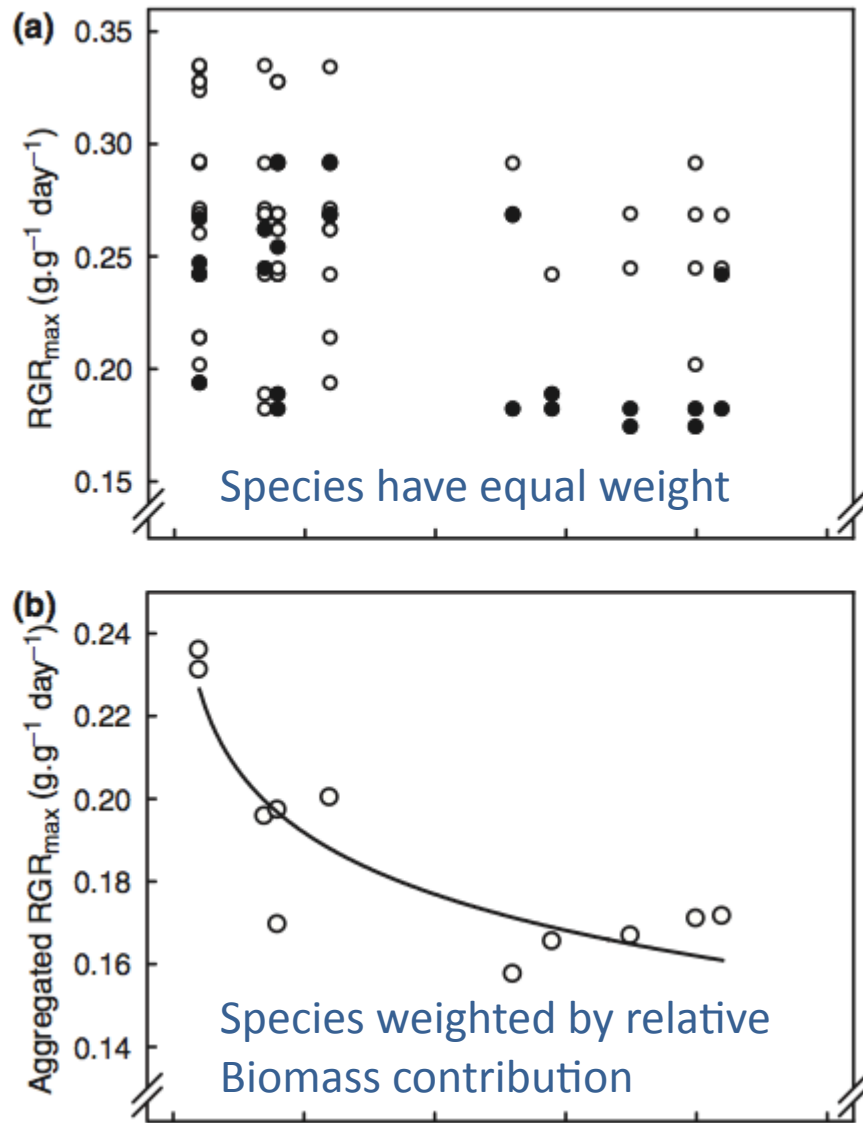 (a)
0.35
0.30
0.25
0.20
0.15
RGRmax (g.g⁻¹ day⁻¹)
Species have equal weight
(b)
0.24
0.22
0.20
0.18
0.16
0.14
Aggregated RGRmax (g.g⁻¹ day⁻¹)
Species weighted by relative
Biomass contribution